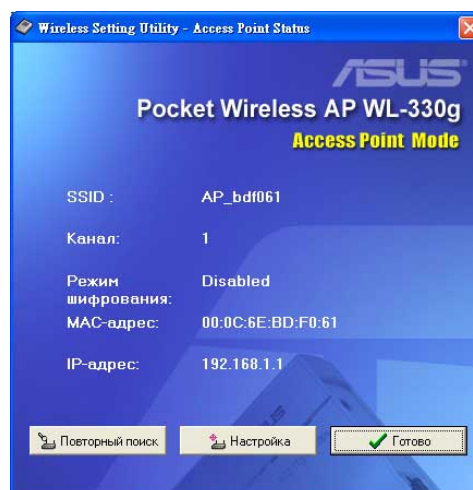 Wireless Setting Utility - Access Point Status
ASUS
Pocket Wireless AP WL-330g
Access Point Mode
SSID : AP_bdf061
Канал: 1
Режим шифрования: Disabled
MAC-адрес: 00:0C:6E:BD:F0:61
IP-адрес: 192.168.1.1
Повторный поиск Настройка Готово